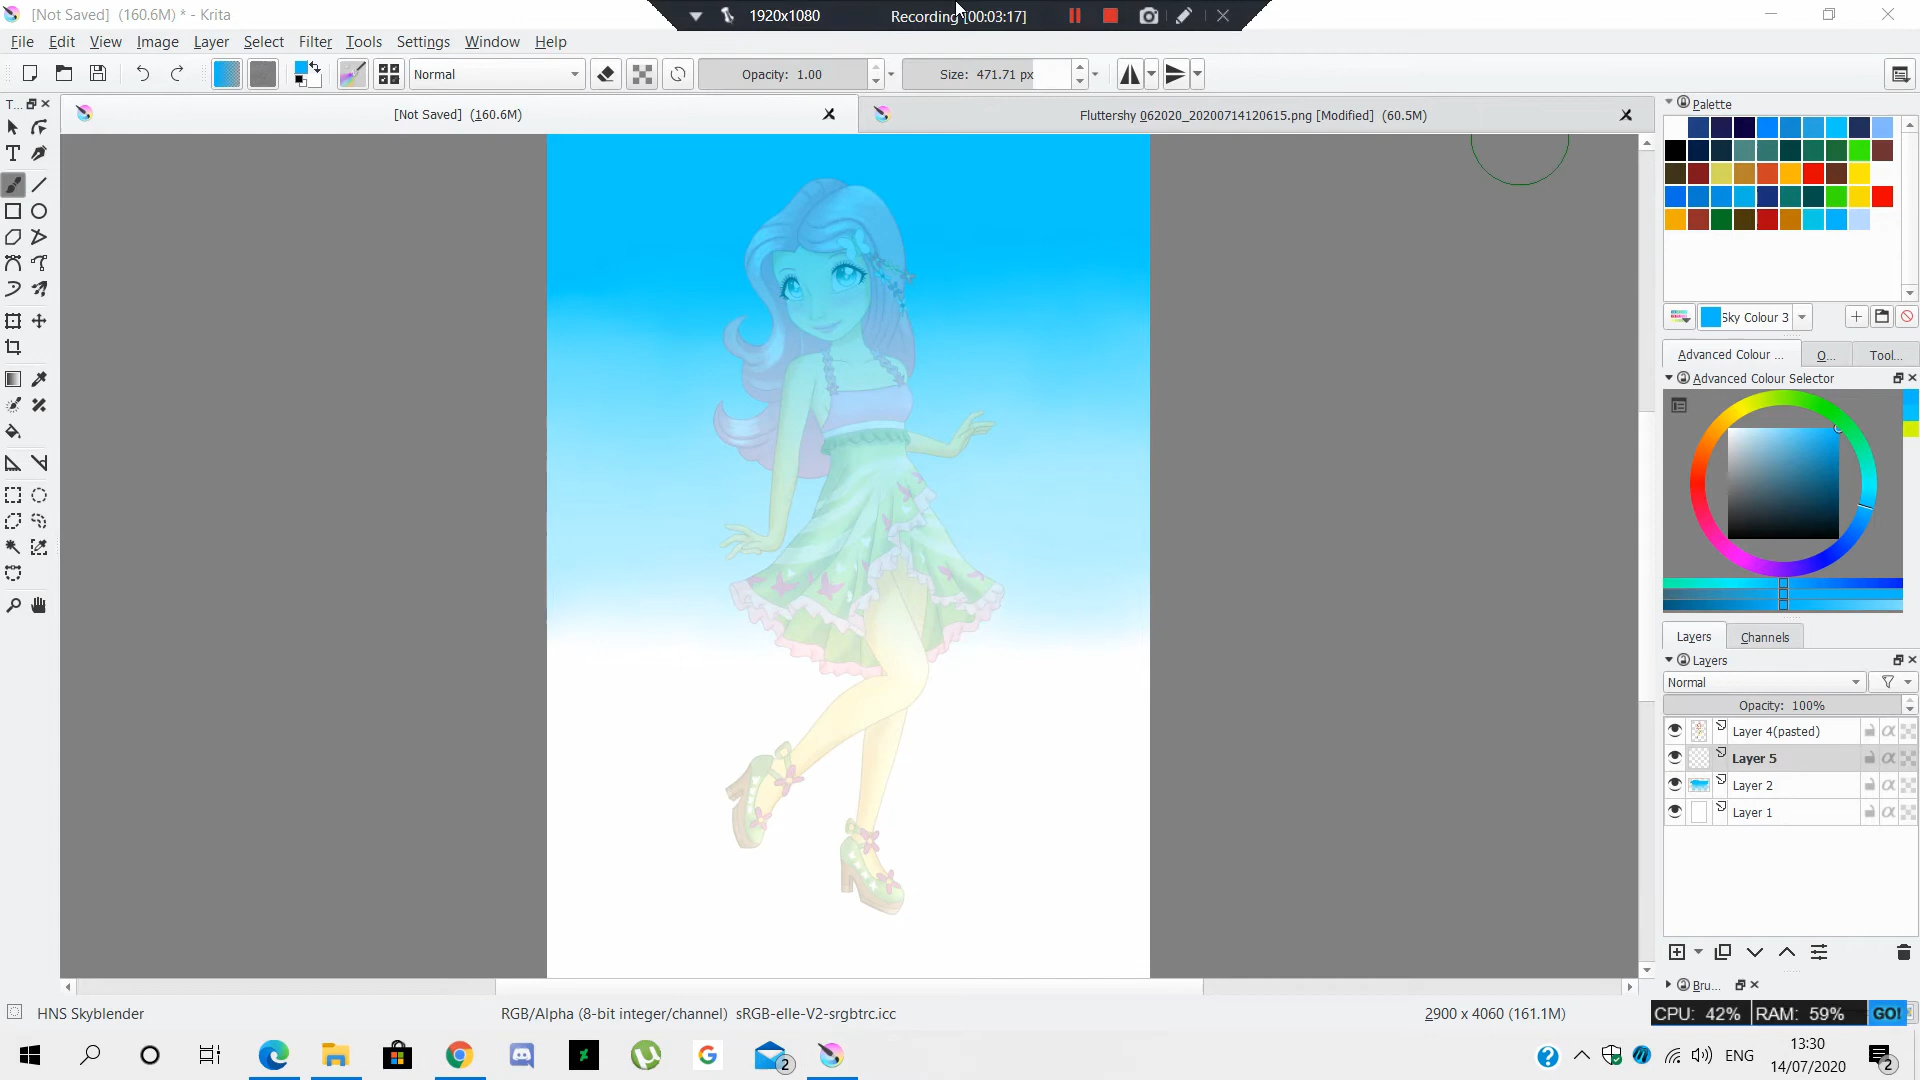 [Not Saved] (160.6M) * - Krita
1920x1080
Recording [00:03:17]
File Edit View Image Layer Select Filter Tools Settings Window Help
Normal
Opacity: 1.00
Size: 471.71 px
[Not Saved] (160.6M)
Fluttershy 062020_20200714120615.png [Modified] (60.5M)
T...
Palette
Sky Colour 3
Advanced Colour ...
O...
Tool...
Advanced Colour Selector
Layers
Channels
Layers
Normal
Opacity: 100%
Layer 4(pasted)
Layer 5
Layer 2
Layer 1
Bru...
HNS Skyblender
RGB/Alpha (8-bit integer/channel) sRGB-elle-V2-srgbtrc.icc
2900 x 4060 (161.1M)
CPU: 42%
RAM: 59%
GO!
2
ENG
13:30
14/07/2020
2